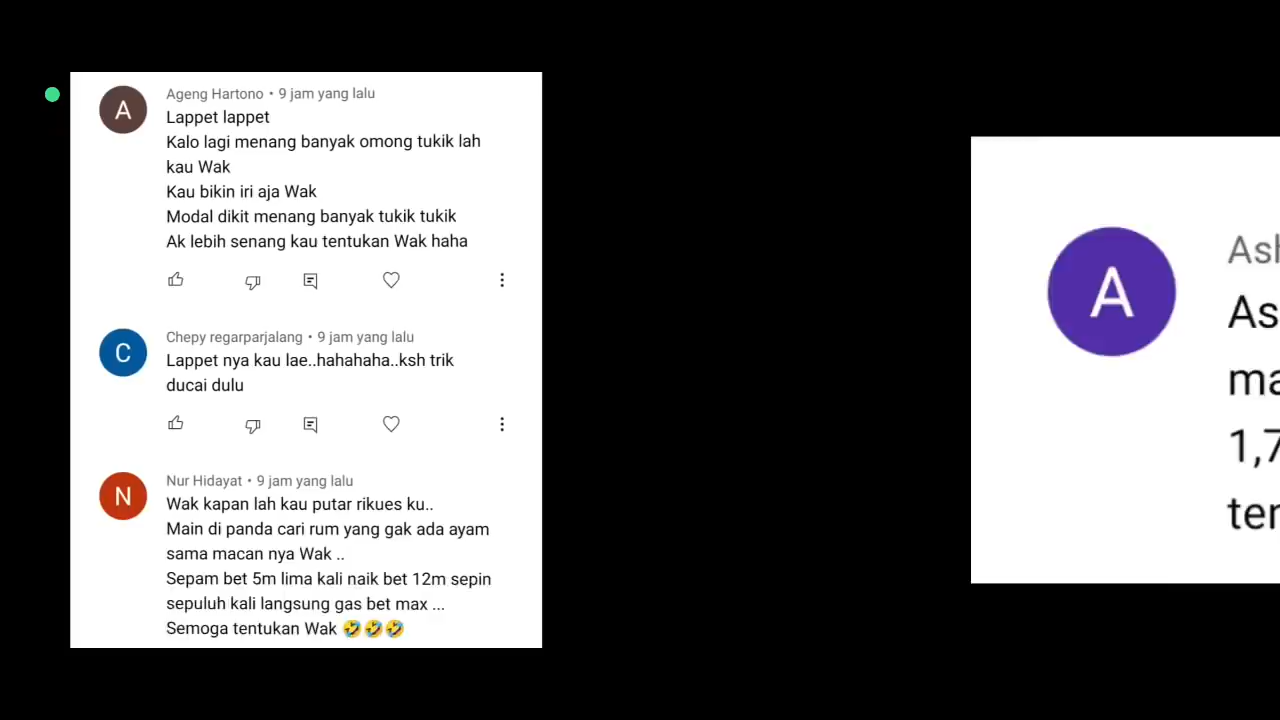 A
Ageng Hartono • 9 jam yang lalu
Lappet lappet
Kalo lagi menang banyak omong tukik lah
kau Wak
Kau bikin iri aja Wak
Modal dikit menang banyak tukik tukik
Ak lebih senang kau tentukan Wak haha
C
Chepy regarparjalang • 9 jam yang lalu
Lappet nya kau lae..hahahaha..ksh trik
ducai dulu
N
Nur Hidayat • 9 jam yang lalu
Wak kapan lah kau putar rikues ku..
Main di panda cari rum yang gak ada ayam
sama macan nya Wak ..
Sepam bet 5m lima kali naik bet 12m sepin
sepuluh kali langsung gas bet max ...
Semoga tentukan Wak 🤣🤣🤣
A